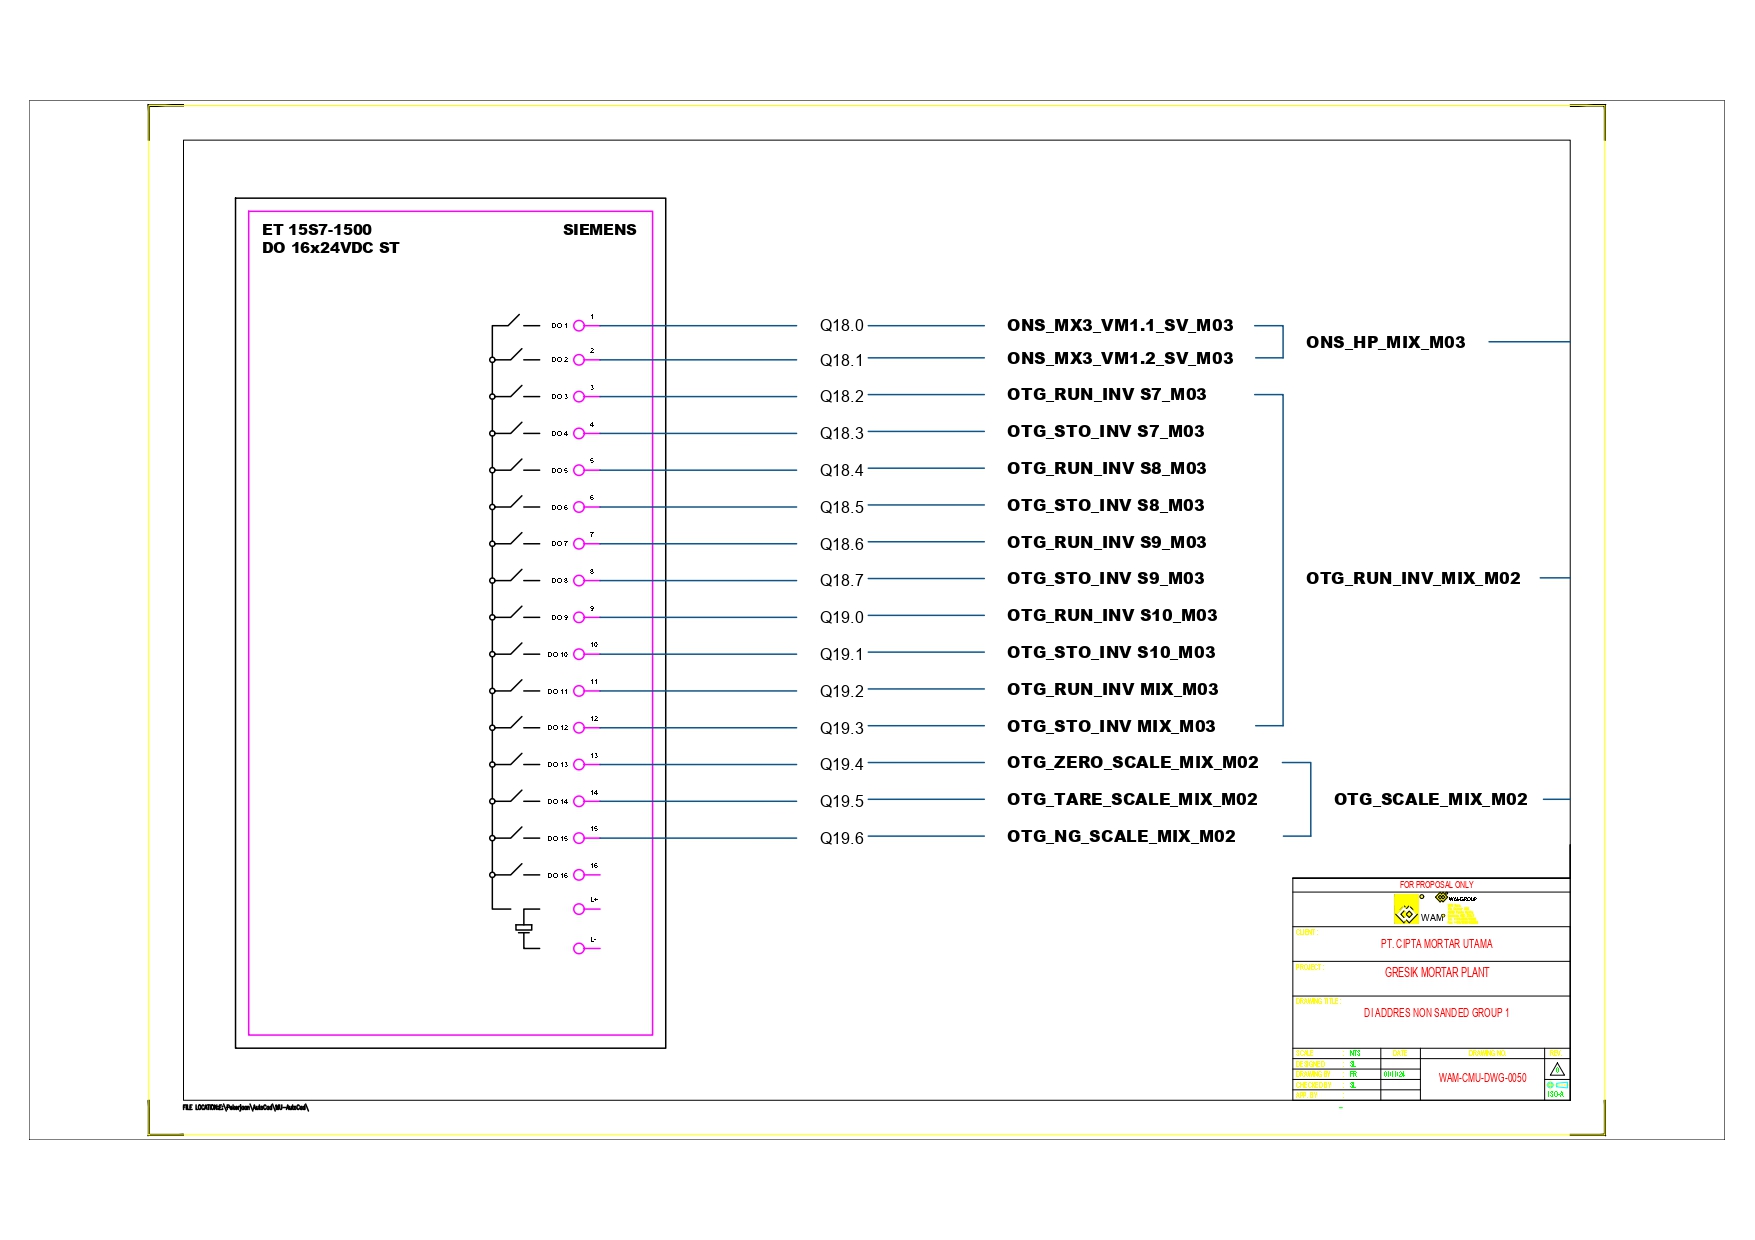 ET 15S7-1500 SIEMENS
DO 16x24VDC ST
DO 1 1 Q18.0 ONS_MX3_VM1.1_SV_M03
ONS_HP_MIX_M03
DO 2 2 Q18.1 ONS_MX3_VM1.2_SV_M03
DO 3 3 Q18.2 OTG_RUN_INV S7_M03
DO 4 4 Q18.3 OTG_STO_INV S7_M03
DO 5 5 Q18.4 OTG_RUN_INV S8_M03
DO 6 6 Q18.5 OTG_STO_INV S8_M03
DO 7 7 Q18.6 OTG_RUN_INV S9_M03
DO 8 8 Q18.7 OTG_STO_INV S9_M03 OTG_RUN_INV_MIX_M02
DO 9 9 Q19.0 OTG_RUN_INV S10_M03
DO 10 10 Q19.1 OTG_STO_INV S10_M03
DO 11 11 Q19.2 OTG_RUN_INV MIX_M03
DO 12 12 Q19.3 OTG_STO_INV MIX_M03
DO 13 13 Q19.4 OTG_ZERO_SCALE_MIX_M02
DO 14 14 Q19.5 OTG_TARE_SCALE_MIX_M02 OTG_SCALE_MIX_M02
DO 15 15 Q19.6 OTG_NG_SCALE_MIX_M02
DO 16 16
L+
L-
FOR PROPOSAL ONLY
WAMGROUP
WAMP
CLIENT :
PT. CIPTA MORTAR UTAMA
PROJECT :
GRESIK MORTAR PLANT
DRAWING TITLE :
DI ADDRES NON SANDED GROUP 1
SCALE : NTS DATE DRAWING NO. REV.
DESIGNED : SL
DRAWING BY : FR WAM-CMU-DWG-0050
CHECKED BY : SL
APP. BY :
ISO-A